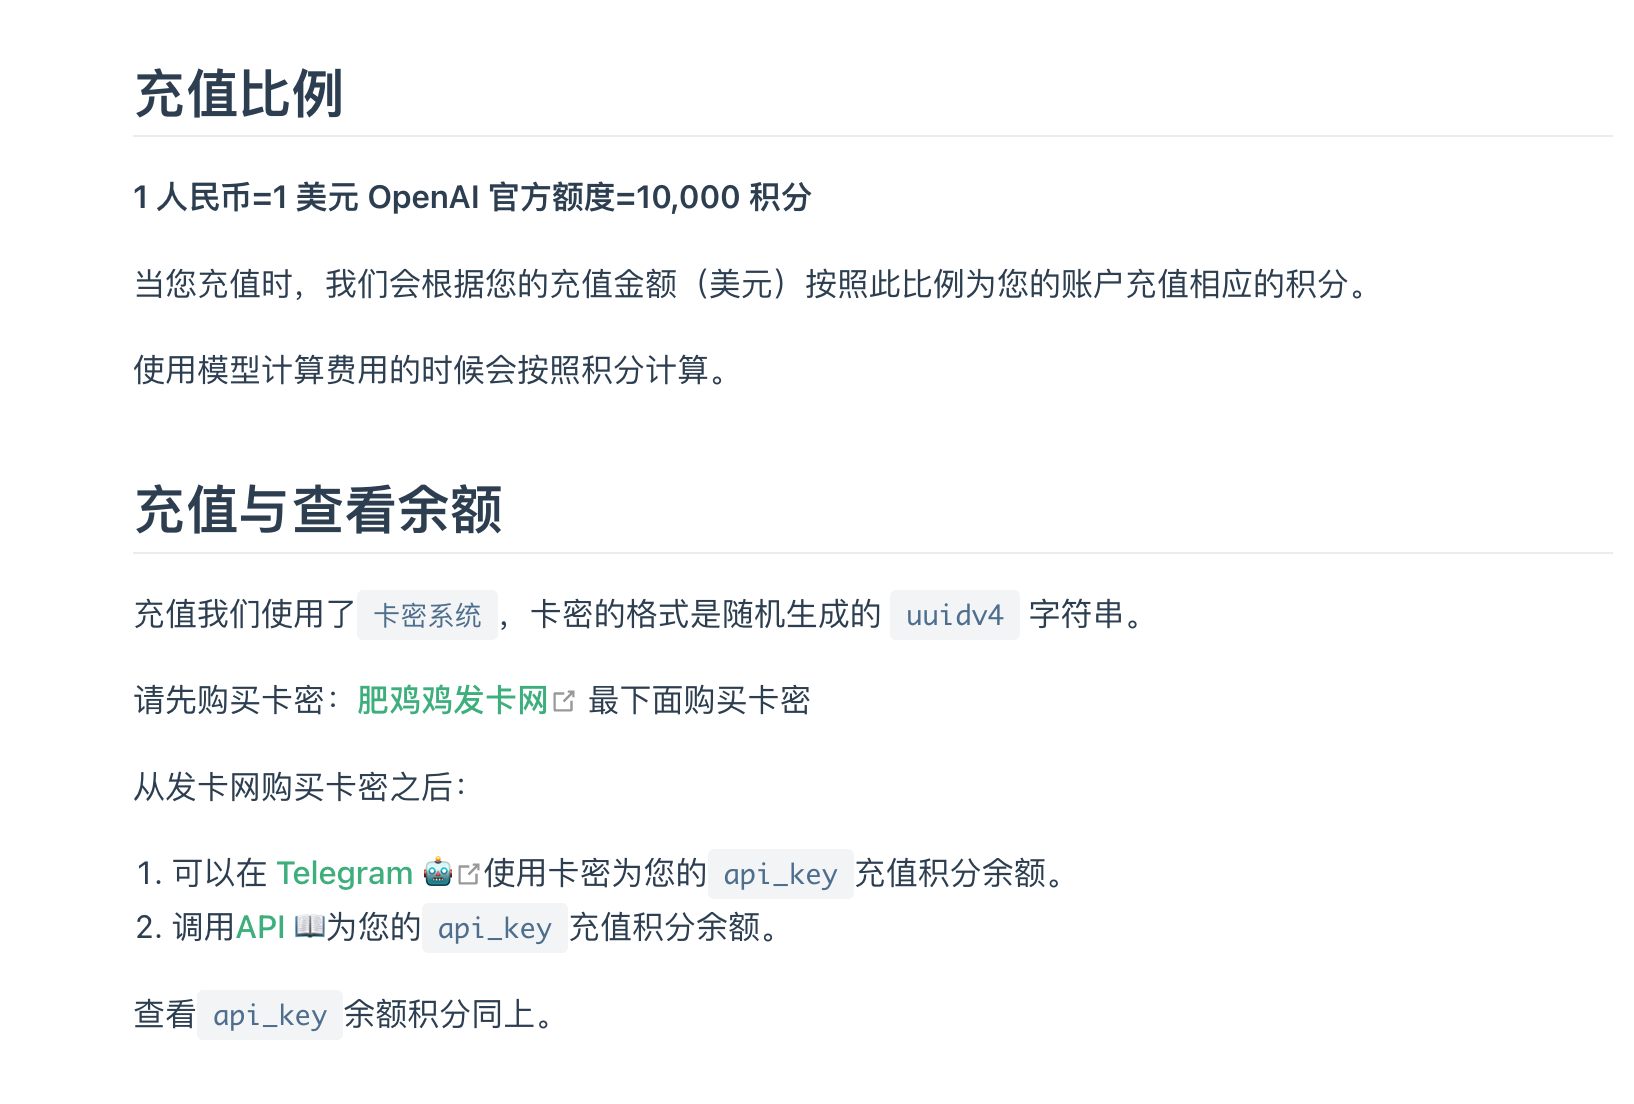 充值比例
1 人民币=1 美元 OpenAI 官方额度=10,000 积分
当您充值时，我们会根据您的充值金额（美元）按照此比例为您的账户充值相应的积分。
使用模型计算费用的时候会按照积分计算。
充值与查看余额
充值我们使用了 卡密系统 ，卡密的格式是随机生成的 uuidv4 字符串。
请先购买卡密：肥鸡鸡发卡网 最下面购买卡密
从发卡网购买卡密之后：
1. 可以在 Telegram 🤖使用卡密为您的 api_key 充值积分余额。
2. 调用API 📖为您的 api_key 充值积分余额。
查看 api_key 余额积分同上。